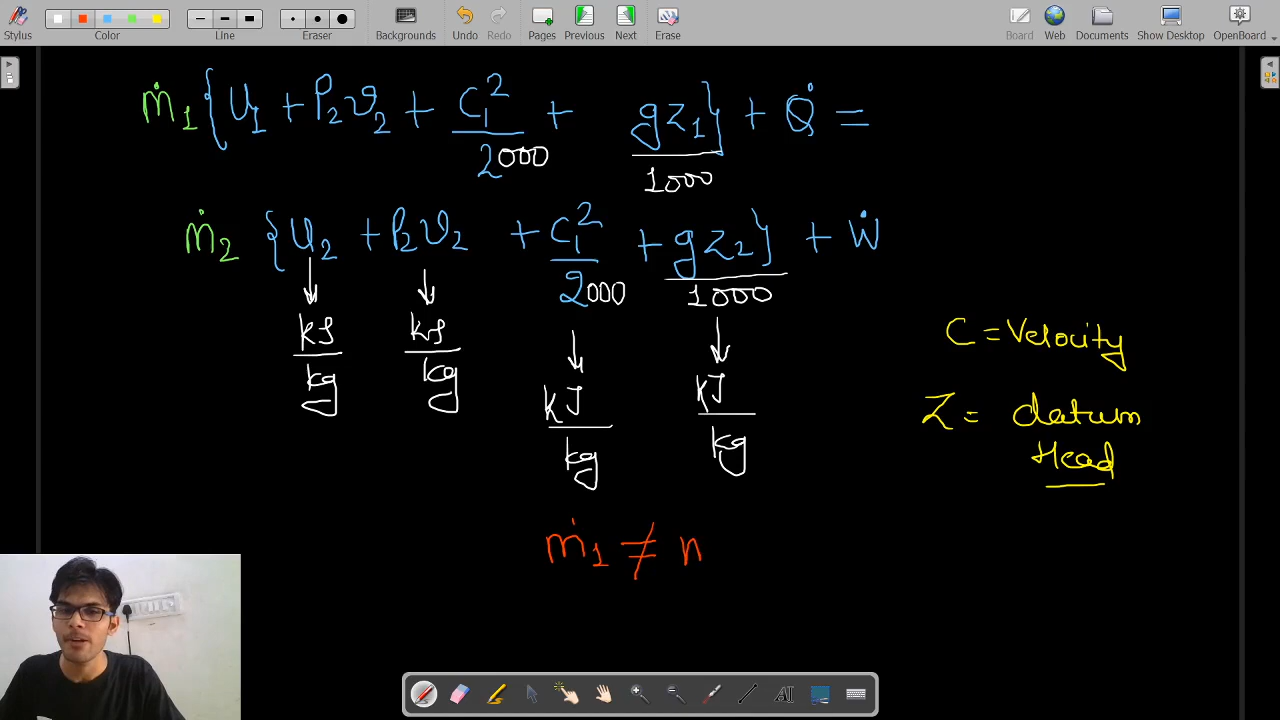 Stylus Color Line Eraser Backgrounds Undo Redo Pages Previous Next Erase Board Web Documents Show Desktop OpenBoard
ṁ₁{U₁ + P₂v₂ + C₁²/2000 + gz₁/1000} + Q̇ =
ṁ₂ {U₂ + P₂v₂ + C₁²/2000 + gz₂/1000} + Ẇ
kJ/kg kJ/kg kJ/kg kJ/kg
C = Velocity
Z = datum
Head
ṁ₁ ≠ n